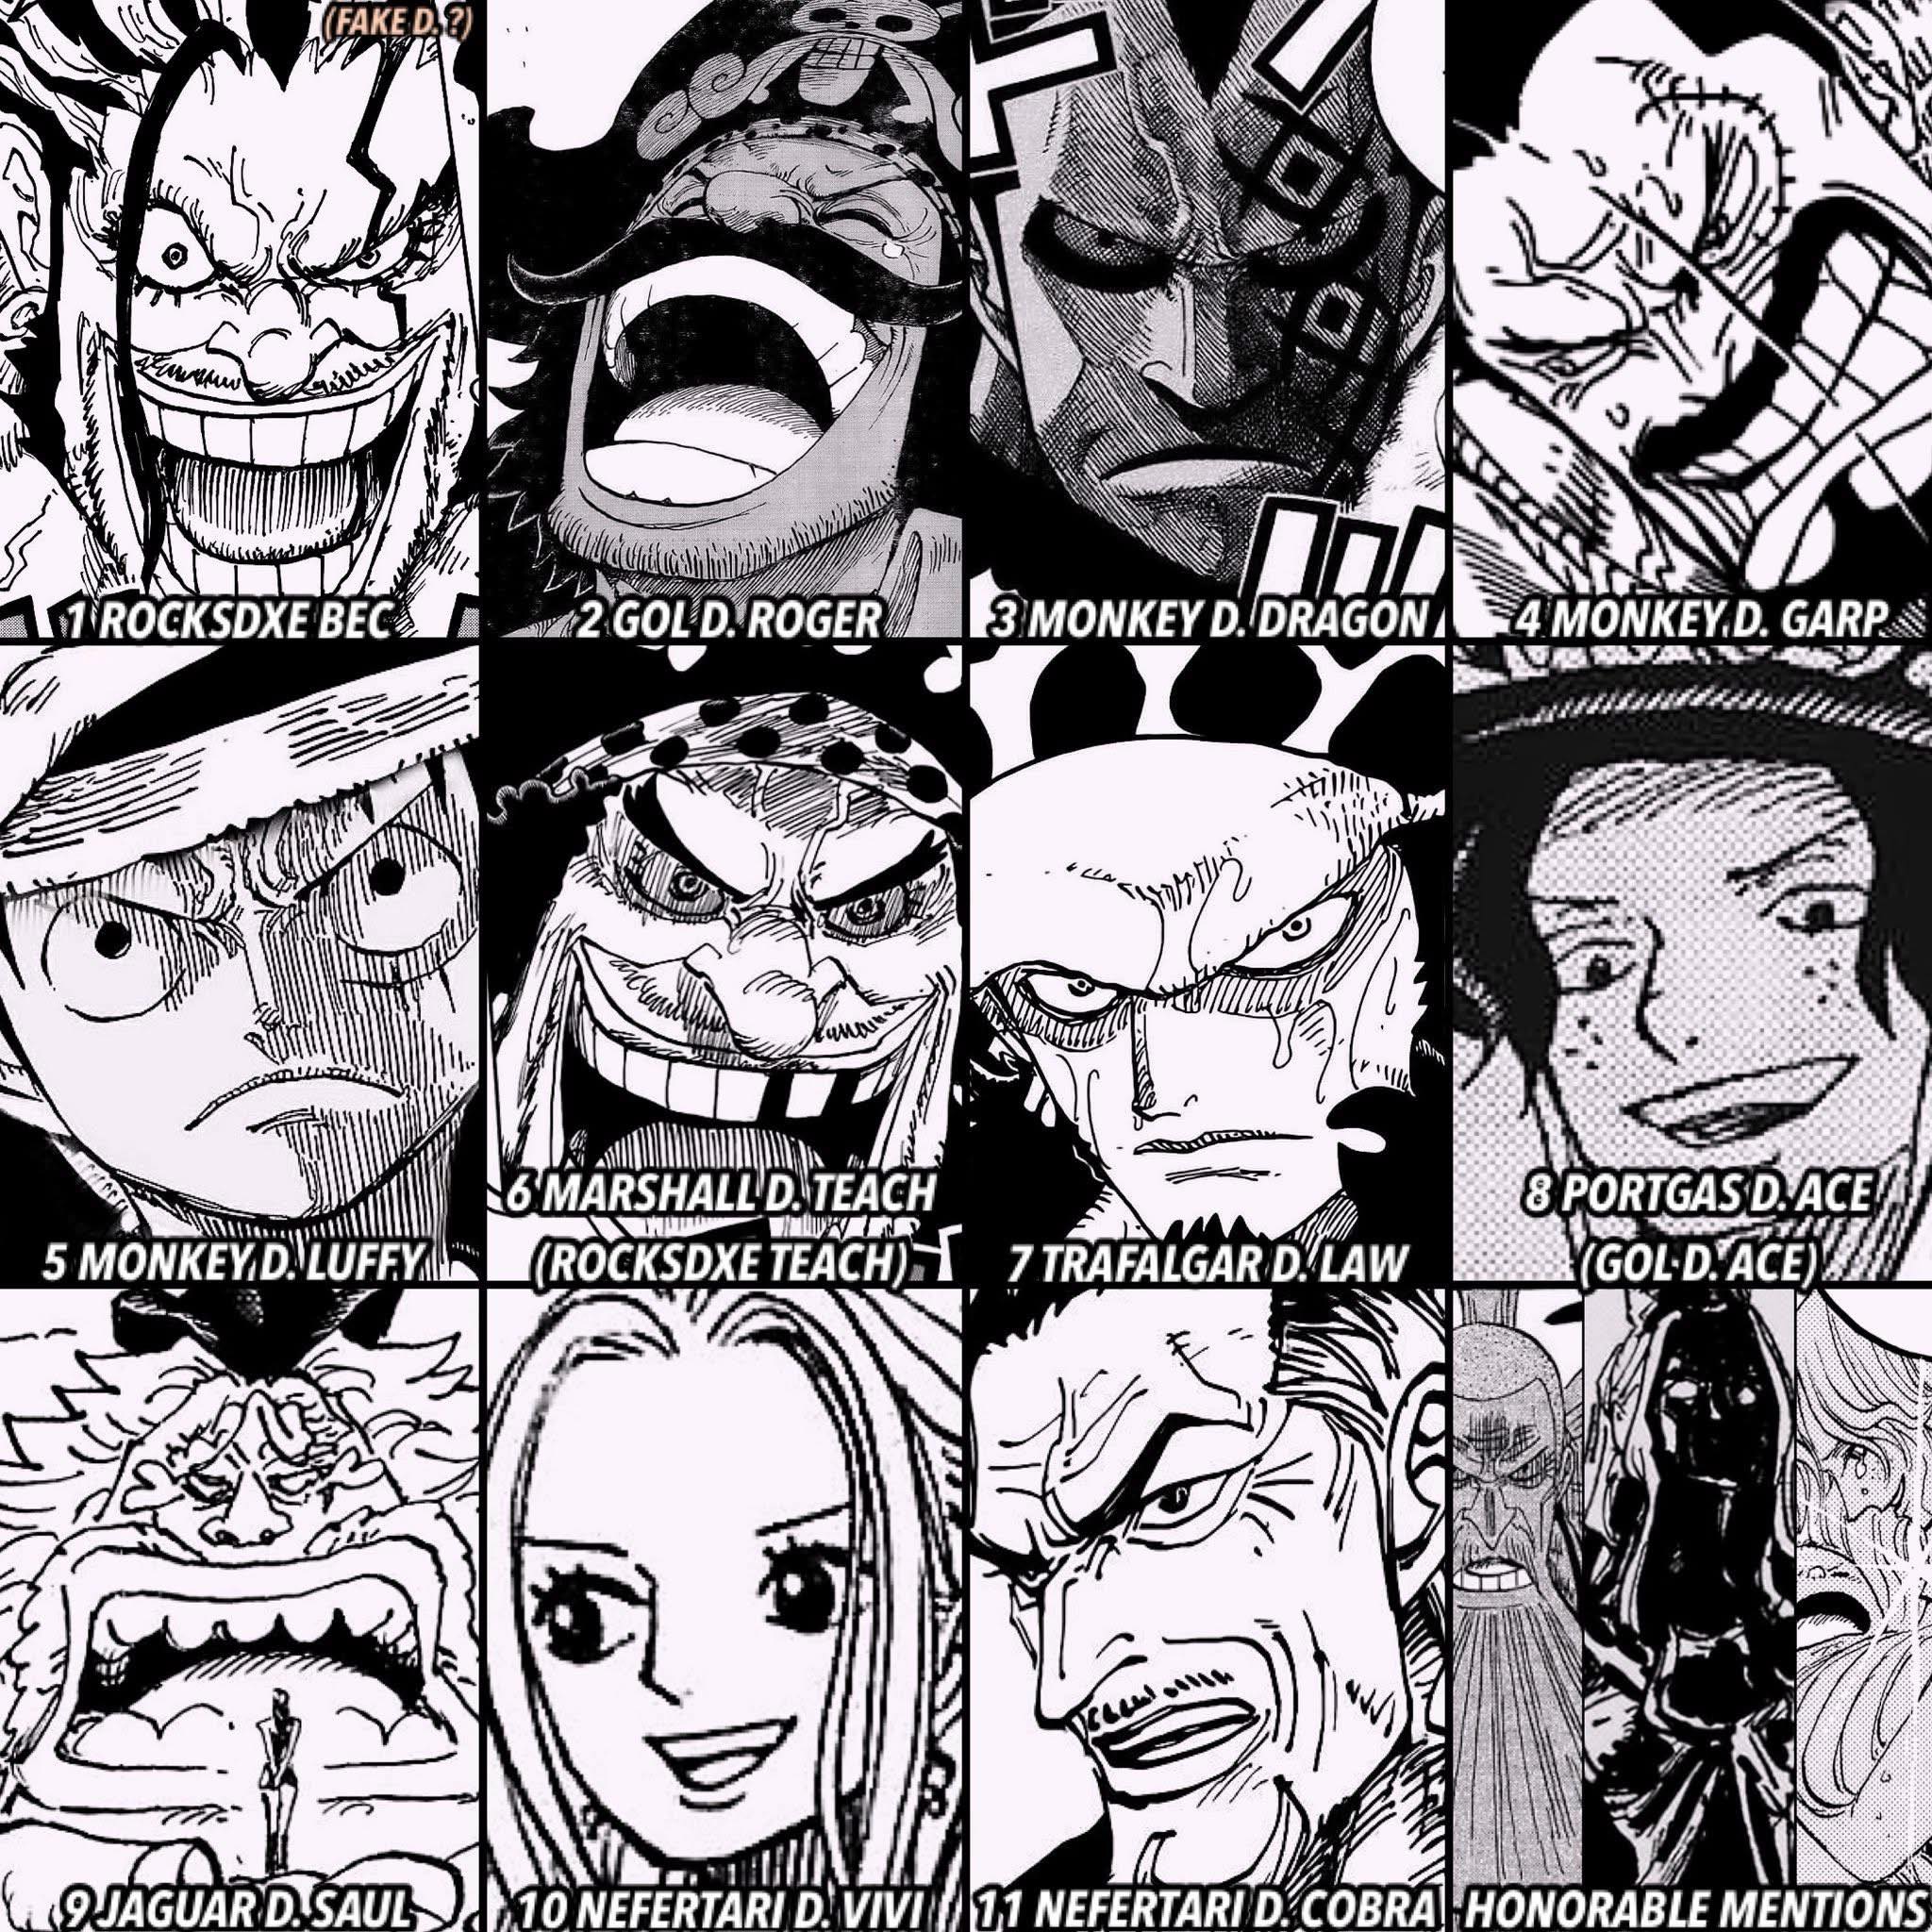 (FAKE D. ?)
1 ROCKSDXE BEC
2 GOL D. ROGER
3 MONKEY D. DRAGON
4 MONKEY D. GARP
5 MONKEY D. LUFFY
6 MARSHALL D. TEACH
(ROCKSDXE TEACH)
7 TRAFALGAR D. LAW
8 PORTGAS D. ACE
(GOL D. ACE)
9 JAGUAR D. SAUL
10 NEFERTARI D. VIVI
11 NEFERTARI D. COBRA
HONORABLE MENTIONS